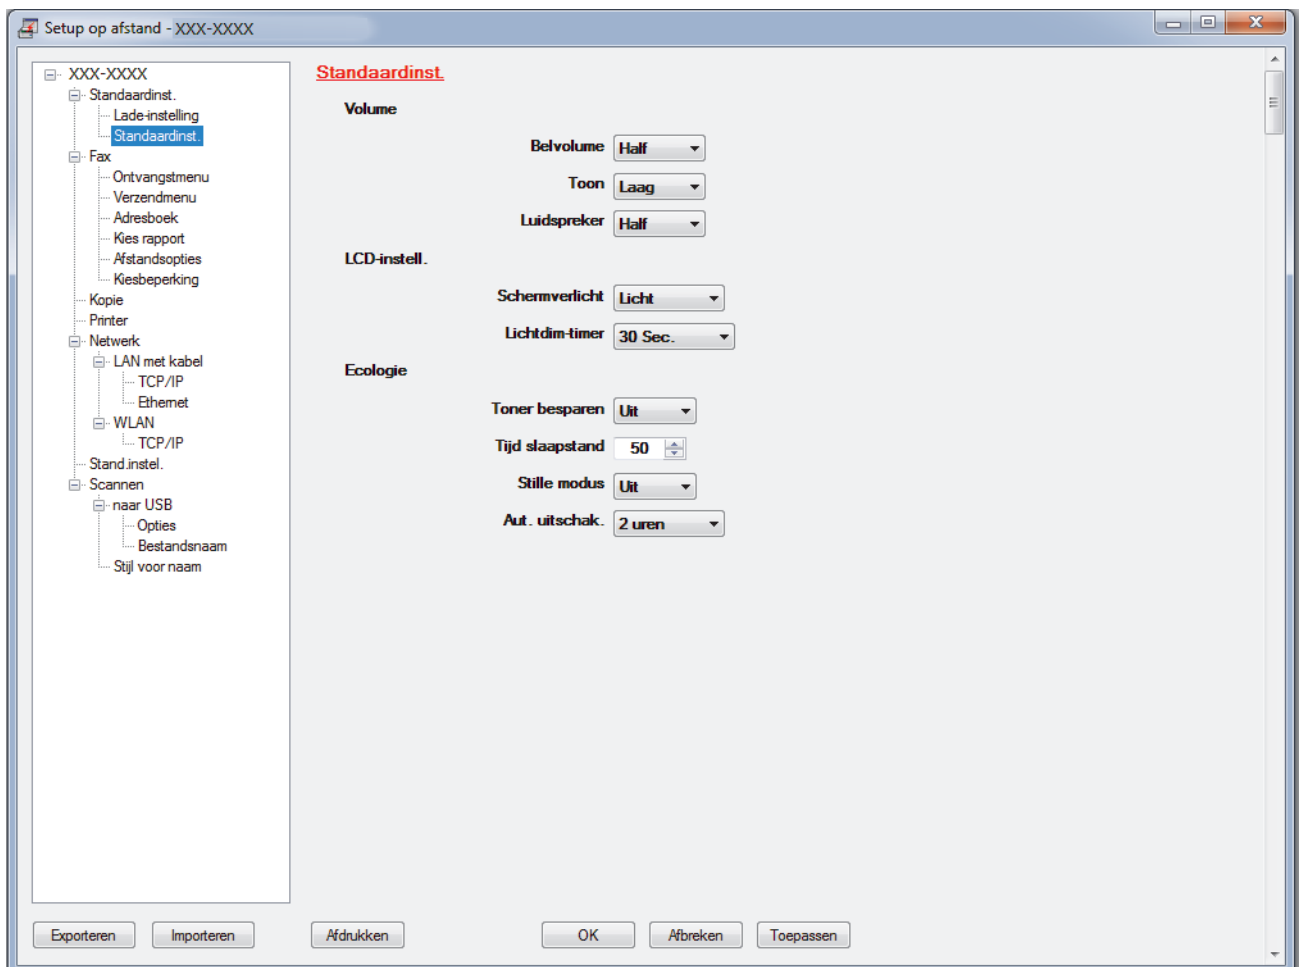 Setup op afstand - XXX-XXXX
XXX-XXXX
Standaardinst.
Lade-instelling
Standaardinst.
Fax
Ontvangstmenu
Verzendmenu
Adresboek
Kies rapport
Afstandsopties
Kiesbeperking
Kopie
Printer
Netwerk
LAN met kabel
TCP/IP
Ethernet
WLAN
TCP/IP
Stand.instel.
Scannen
naar USB
Opties
Bestandsnaam
Stijl voor naam
Standaardinst.
Volume
Belvolume Half
Toon Laag
Luidspreker Half
LCD-instell.
Schermverlicht Licht
Lichtdim-timer 30 Sec.
Ecologie
Toner besparen Uit
Tijd slaapstand 50
Stille modus Uit
Aut. uitschak. 2 uren
Exporteren Importeren Afdrukken OK Afbreken Toepassen